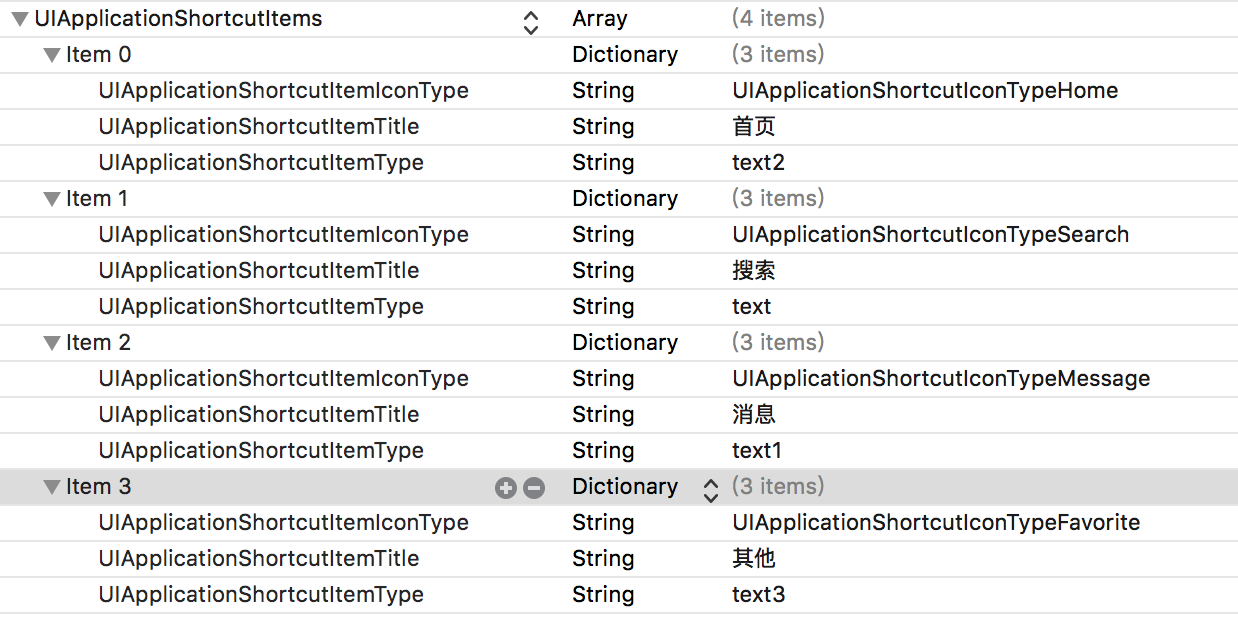 UIApplicationShortcutItems Array (4 items)
Item 0 Dictionary (3 items)
UIApplicationShortcutItemIconType String UIApplicationShortcutIconTypeHome
UIApplicationShortcutItemTitle String 首页
UIApplicationShortcutItemType String text2
Item 1 Dictionary (3 items)
UIApplicationShortcutItemIconType String UIApplicationShortcutIconTypeSearch
UIApplicationShortcutItemTitle String 搜索
UIApplicationShortcutItemType String text
Item 2 Dictionary (3 items)
UIApplicationShortcutItemIconType String UIApplicationShortcutIconTypeMessage
UIApplicationShortcutItemTitle String 消息
UIApplicationShortcutItemType String text1
Item 3 Dictionary (3 items)
UIApplicationShortcutItemIconType String UIApplicationShortcutIconTypeFavorite
UIApplicationShortcutItemTitle String 其他
UIApplicationShortcutItemType String text3